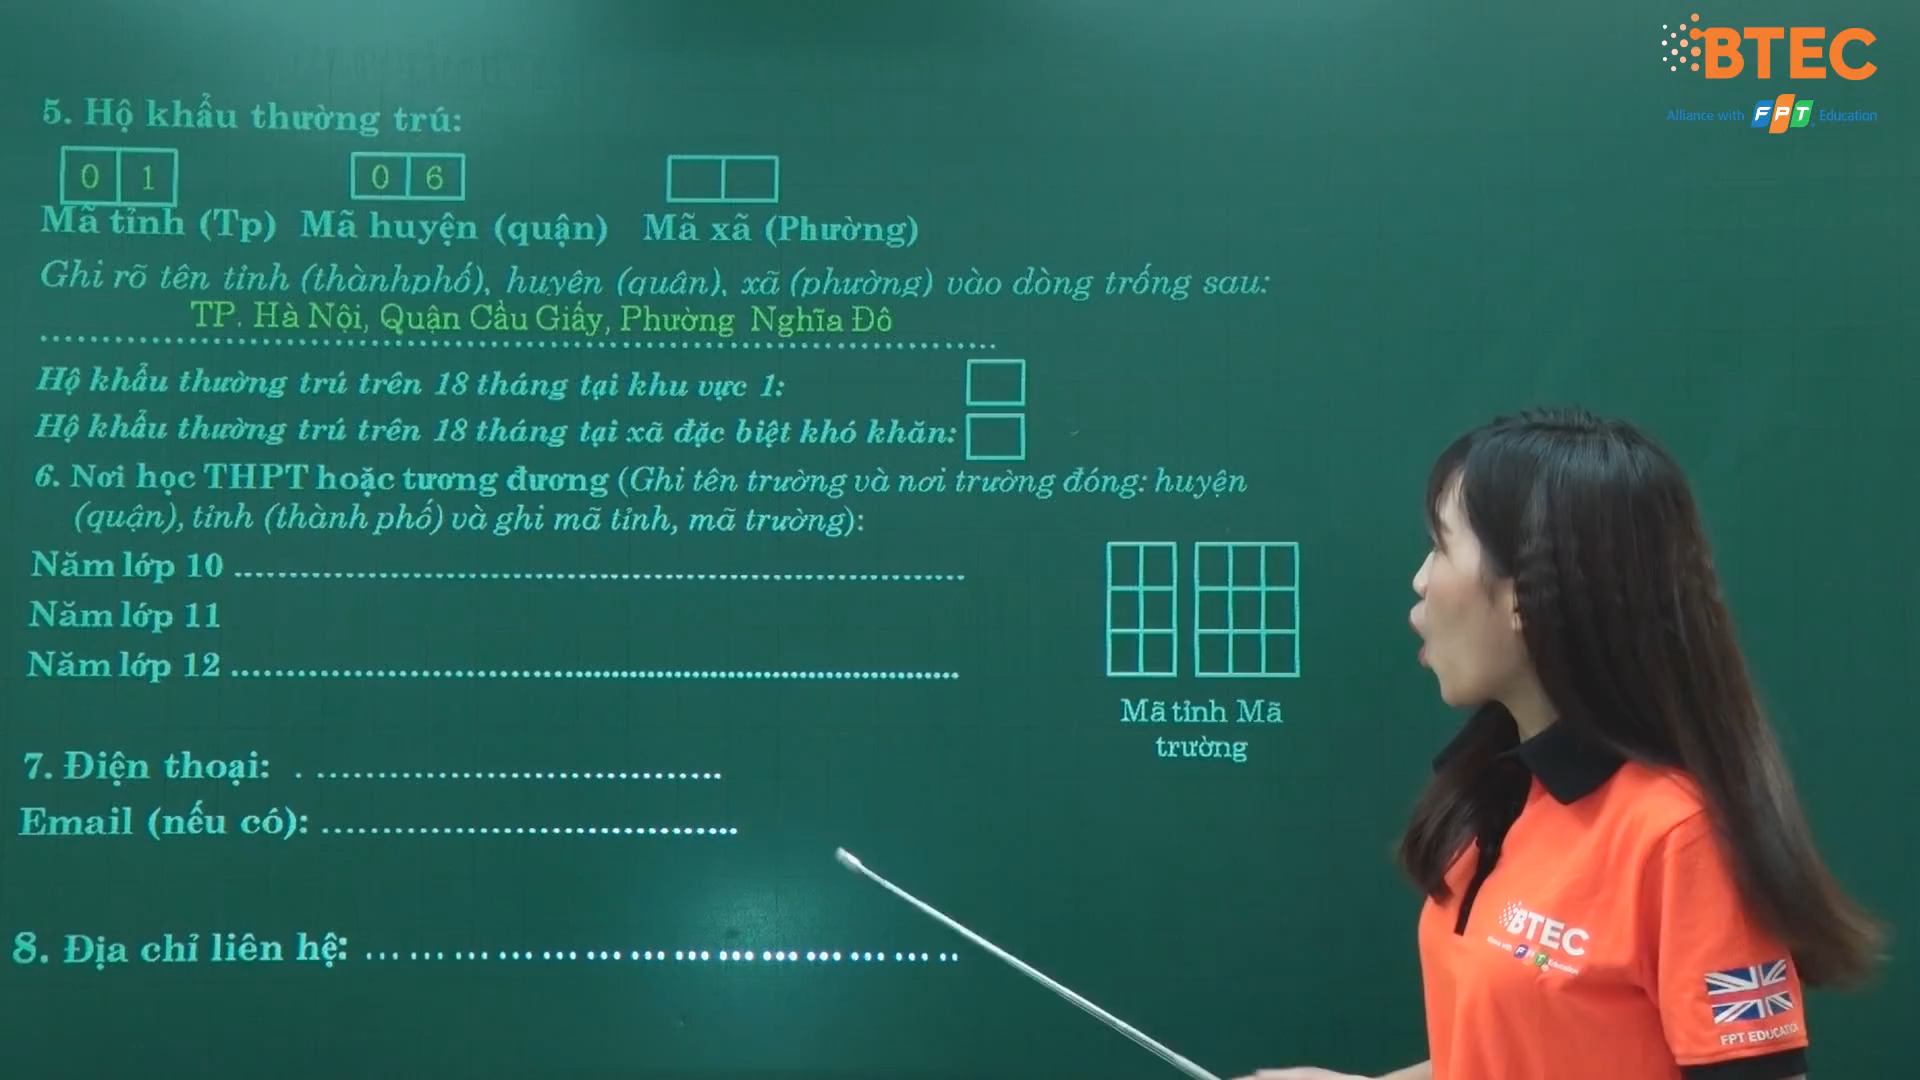 BTEC
Alliance with FPT Education
5. Hộ khẩu thường trú:
0 1 0 6
Mã tỉnh (Tp) Mã huyện (quận) Mã xã (Phường)
Ghi rõ tên tỉnh (thànhphố), huyện (quận), xã (phường) vào dòng trống sau:
TP. Hà Nội, Quận Cầu Giấy, Phường Nghĩa Đô
Hộ khẩu thường trú trên 18 tháng tại khu vực 1:
Hộ khẩu thường trú trên 18 tháng tại xã đặc biệt khó khăn:
6. Nơi học THPT hoặc tương đương (Ghi tên trường và nơi trường đóng: huyện
(quận), tỉnh (thành phố) và ghi mã tỉnh, mã trường):
Năm lớp 10
Năm lớp 11
Năm lớp 12
Mã tỉnh Mã
trường
7. Điện thoại:
Email (nếu có):
8. Địa chỉ liên hệ:
BTEC
Alliance with FPT Education
FPT EDUCATION